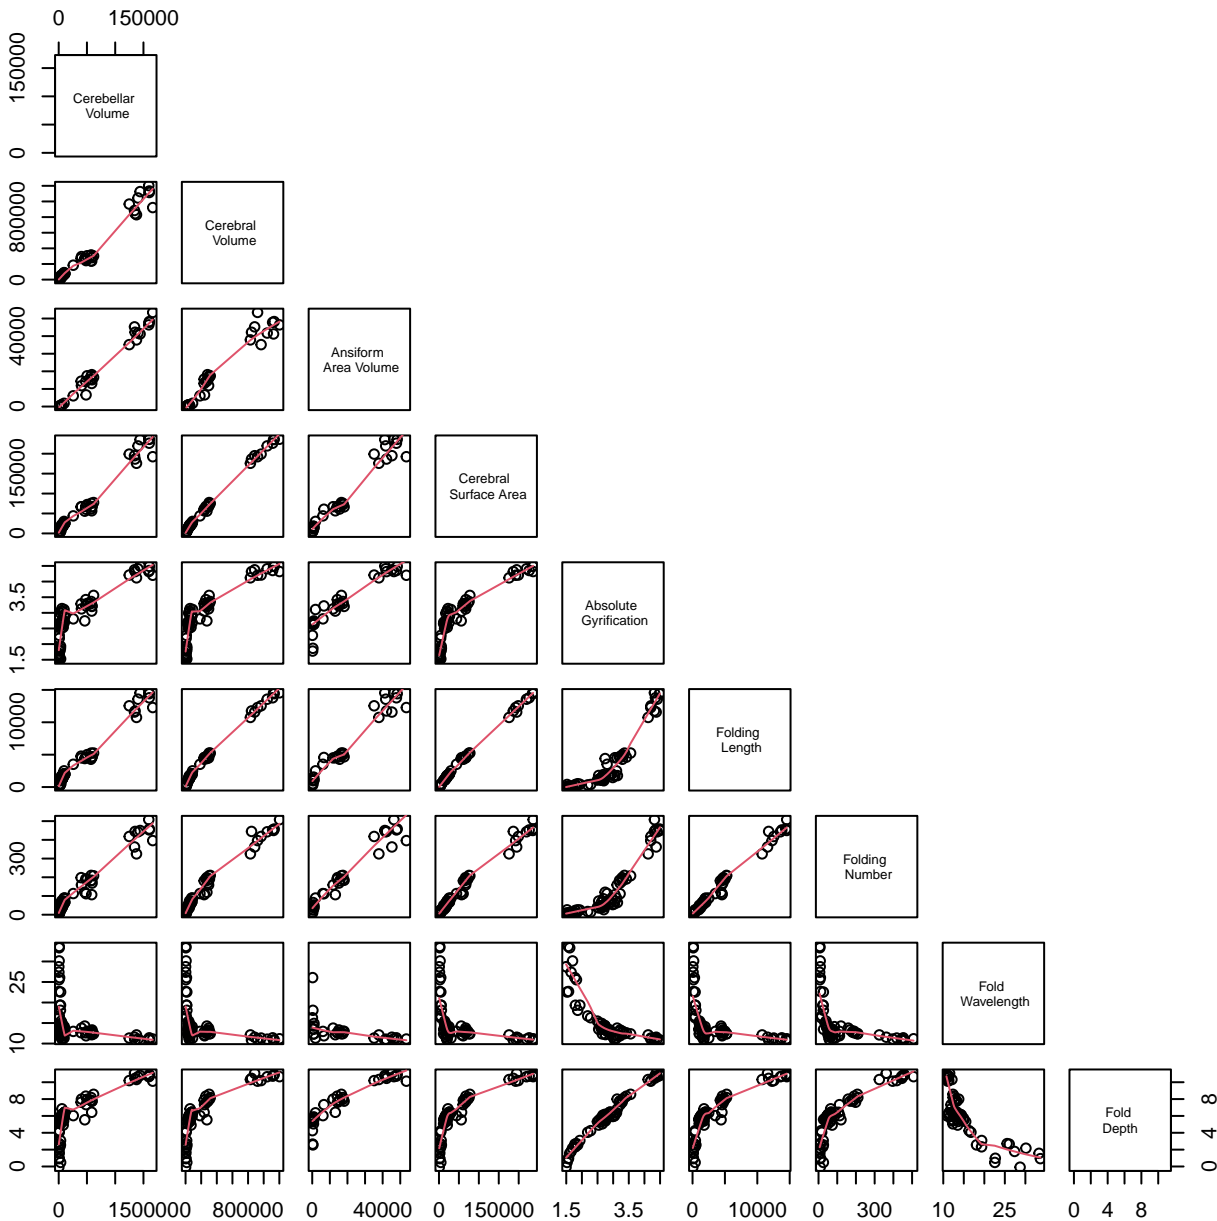 0 150000
150000
0
Cerebellar
Volume
8000000
0
Cerebral
Volume
40000
0
Ansiform
Area Volume
150000
0
Cerebral
Surface Area
3.5
1.5
Absolute
Gyrification
10000
0
Folding
Length
300
0
Folding
Number
25
10
Fold
Wavelength
8
4
0
Fold
Depth
8
4
0
0 150000 0 800000 0 40000 0 150000 1.5 3.5 0 10000 0 300 10 25 0 4 8